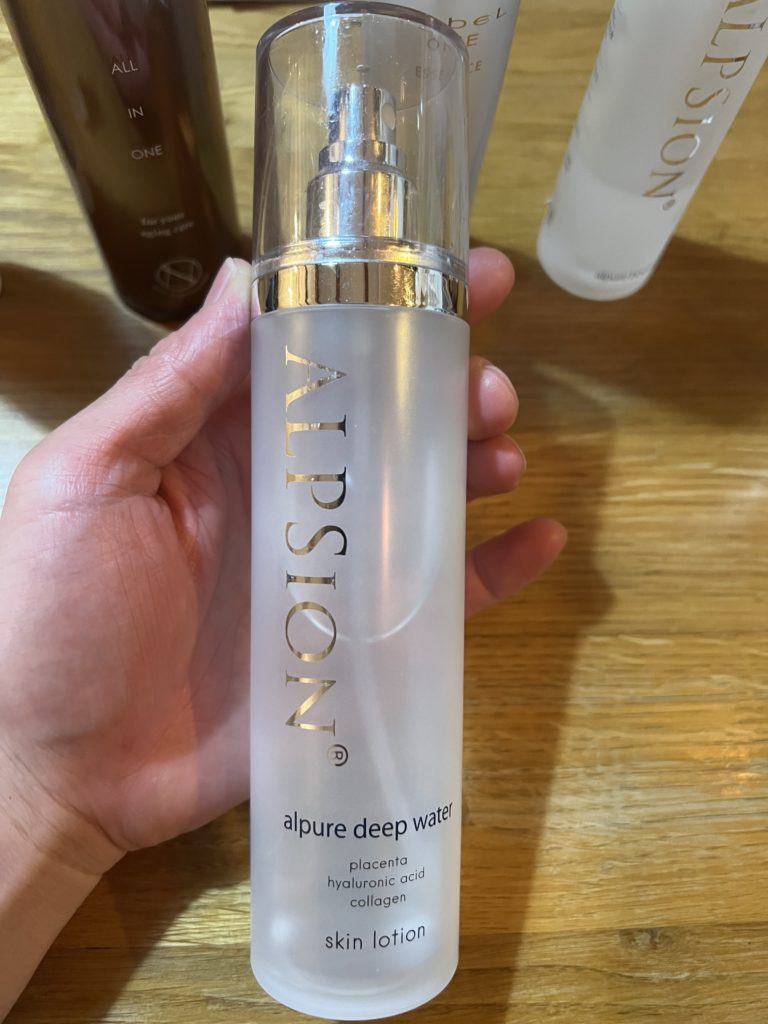 ALL
IN
ONE
for your
aging care
ALPSION®
ALPSION®
alpure deep water
placenta
hyaluronic acid
collagen
skin lotion